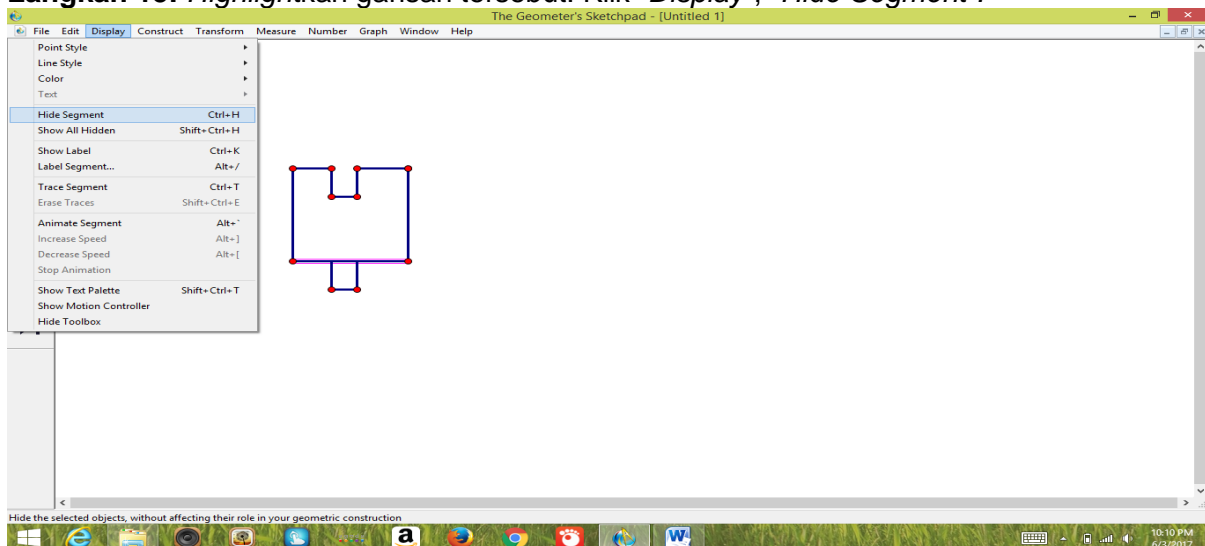 Highlightkan garisan tersebut. Klik "Display", "Hide Segment".
The Geometer's Sketchpad - [Untitled 1]
File Edit Display Construct Transform Measure Number Graph Window Help
Point Style
Line Style
Color
Text
Hide Segment Ctrl+H
Show All Hidden Shift+Ctrl+H
Show Label Ctrl+K
Label Segment... Alt+/
Trace Segment Ctrl+T
Erase Traces Shift+Ctrl+E
Animate Segment Alt+`
Increase Speed Alt+]
Decrease Speed Alt+[
Stop Animation
Show Text Palette Shift+Ctrl+T
Show Motion Controller
Hide Toolbox
Hide the selected objects, without affecting their role in your geometric construction
a
W
10:10 PM
6/3/2017